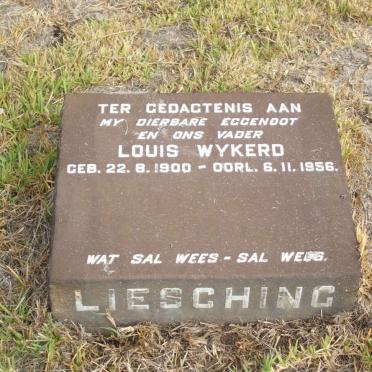 TER GEDAGTENIS AAN
MY DIERBARE EGGENOOT
EN ONS VADER
LOUIS WYKERD
GEB. 22.8.1900 - OORL. 6.11.1956.
WAT SAL WEES - SAL WEES.
LIESCHING